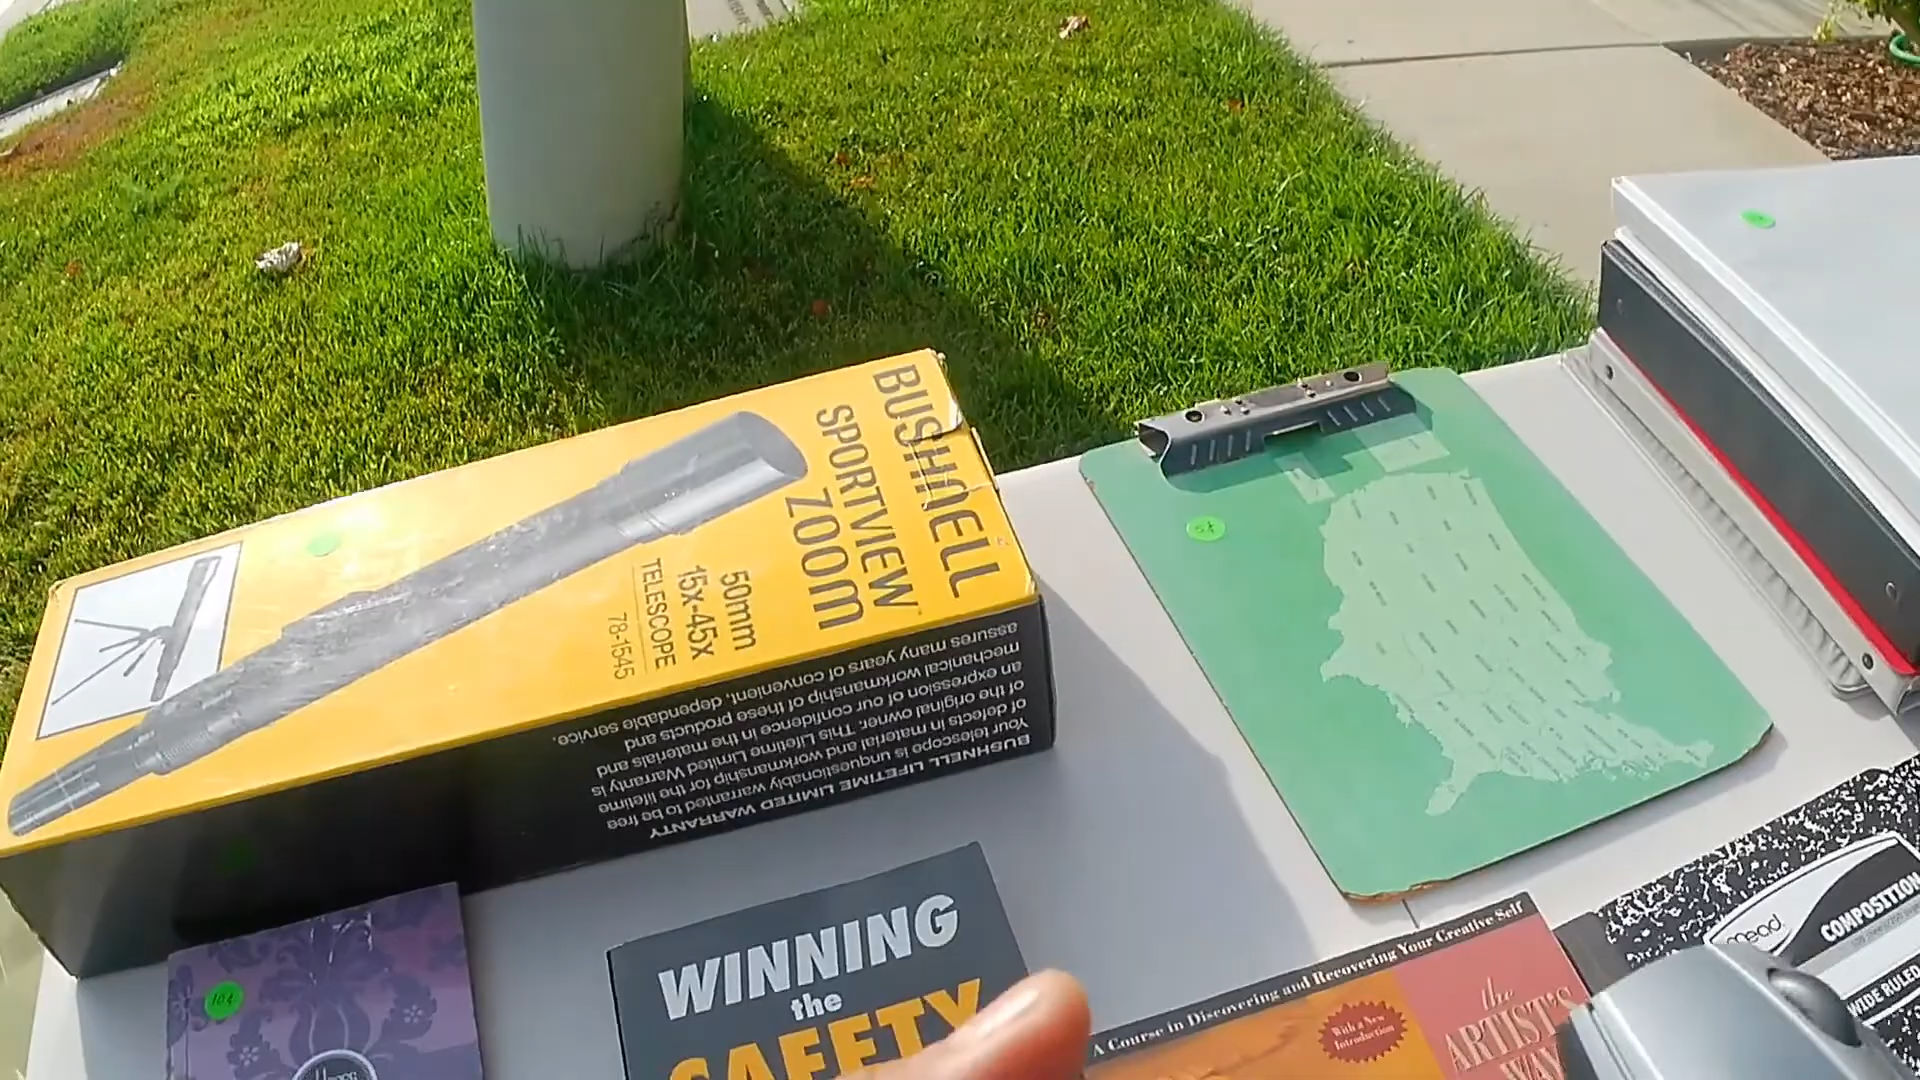 BUSHNELL
SPORTVIEW
ZOOM
50mm
15x-45x
TELESCOPE
78-1545
BUSHNELL LIFETIME LIMITED WARRANTY
Your telescope is unquestionably warranted to be free
of defects in material and workmanship for the lifetime
of the original owner. This Lifetime Limited Warranty is
an expression of our confidence in the materials and
mechanical workmanship of these products and
assures many years of convenient, dependable service.
5¢
10¢
WINNING
the
SAFETY
A Course in Discovering and Recovering Your Creative Self
With a New
Introduction
the
ARTIST'S
WAY
mead
COMPOSITION
WIDE RULED